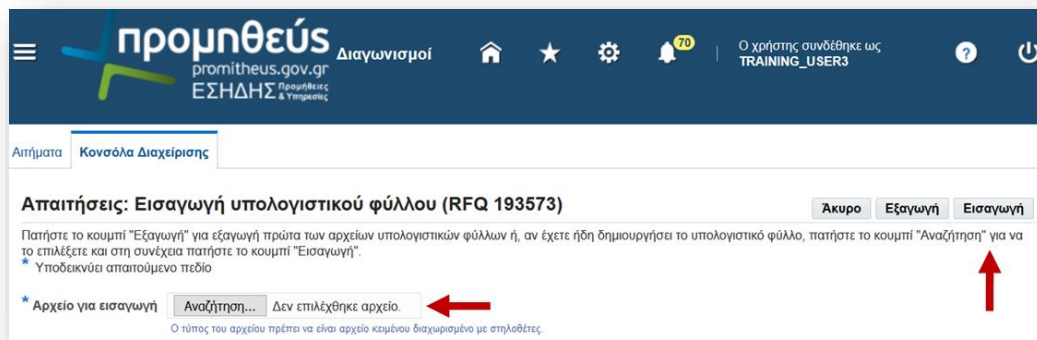 προμηθεύς
promitheus.gov.gr
ΕΣΗΔΗΣ Προμήθειες & Υπηρεσίες
Διαγωνισμοί
70
Ο χρήστης συνδέθηκε ως
TRAINING_USER3
?
Αιτήματα Κονσόλα Διαχείρισης
Απαιτήσεις: Εισαγωγή υπολογιστικού φύλλου (RFQ 193573)
Άκυρο Εξαγωγή Εισαγωγή
Πατήστε το κουμπί "Εξαγωγή" για εξαγωγή πρώτα των αρχείων υπολογιστικών φύλλων ή, αν έχετε ήδη δημιουργήσει το υπολογιστικό φύλλο, πατήστε το κουμπί "Αναζήτηση" για να
το επιλέξετε και στη συνέχεια πατήστε το κουμπί "Εισαγωγή".
* Υποδεικνύει απαιτούμενο πεδίο
* Αρχείο για εισαγωγή Αναζήτηση... Δεν επιλέχθηκε αρχείο.
Ο τύπος του αρχείου πρέπει να είναι αρχείο κειμένου διαχωρισμένο με στηλοθέτες.